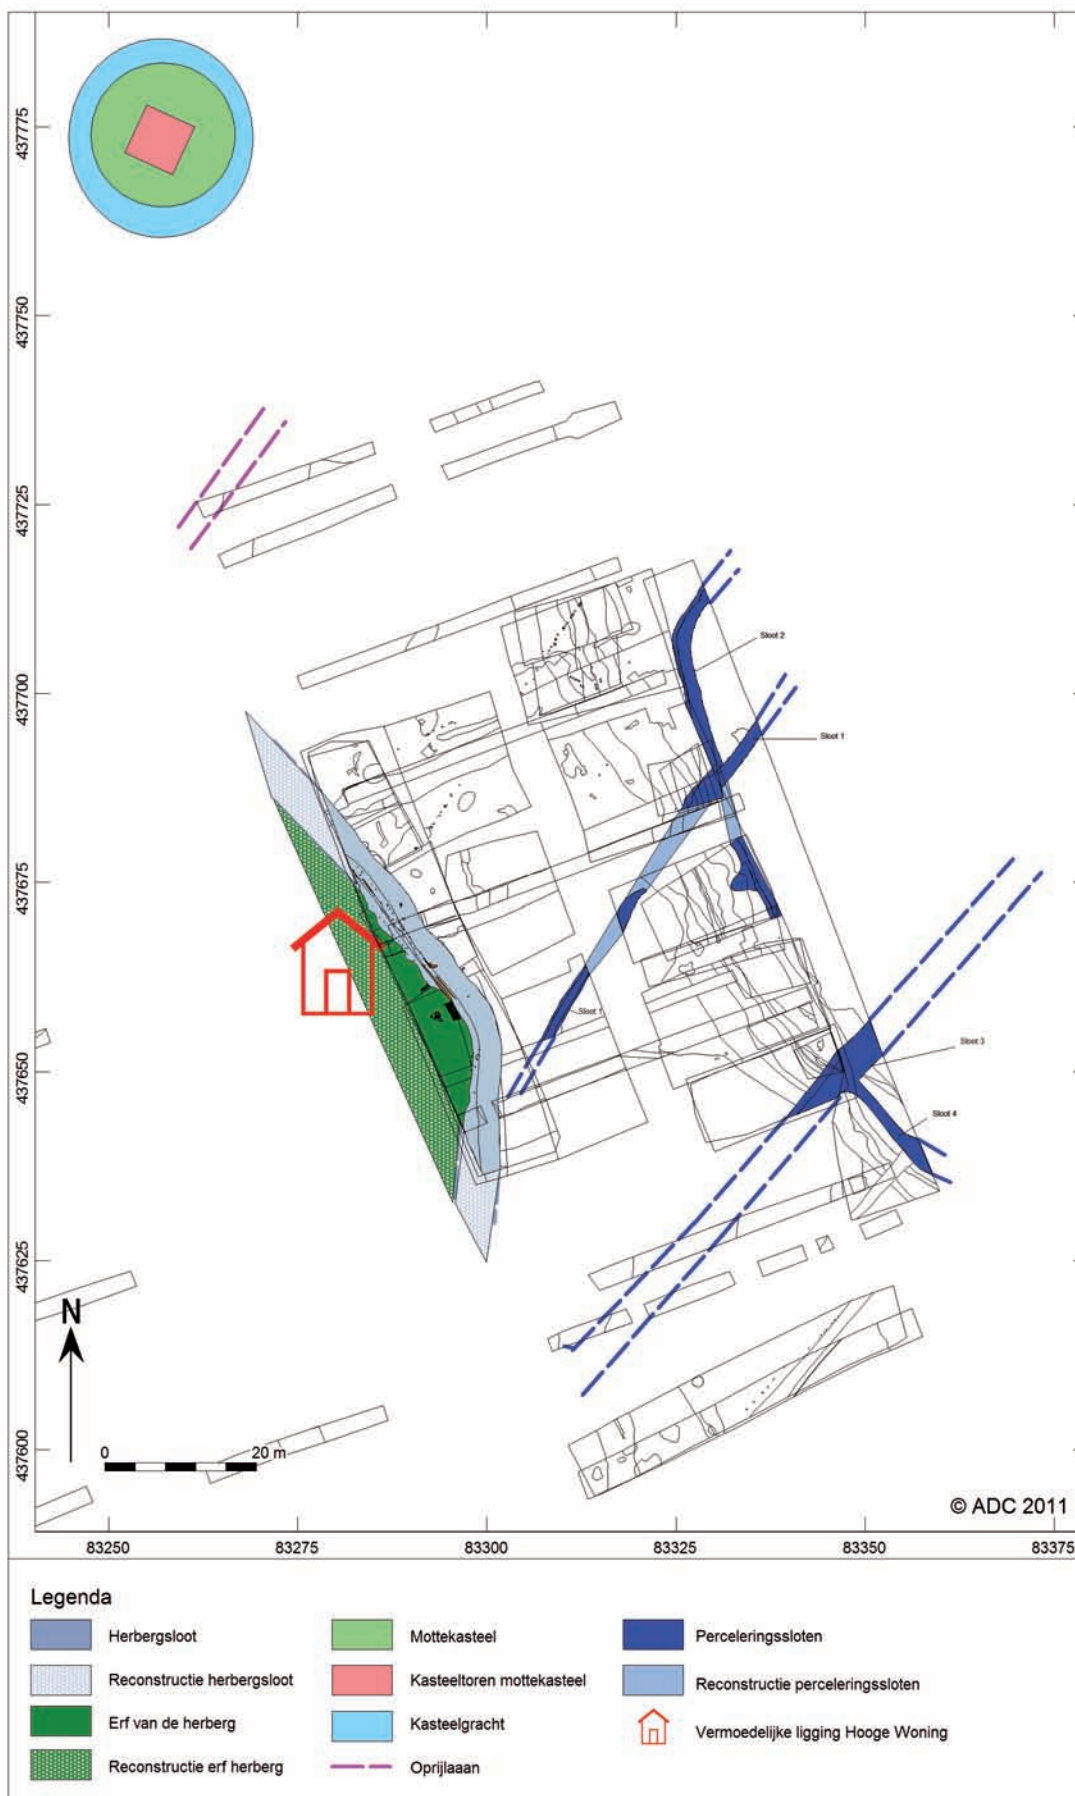 437775
437750
437725
Sloot 2
437700
Sloot 1
437675
Sloot 1
437650
Sloot 3
Sloot 4
437625
N
437600
0 20 m
© ADC 2011
83250 83275 83300 83325 83350 83375
Legenda
Herbergsloot
Reconstructie herbergsloot
Erf van de herberg
Reconstructie erf herberg
Mottekasteel
Kasteeltoren mottekasteel
Kasteelgracht
Oprijlaaan
Perceleringssloten
Reconstructie perceleringssloten
Vermoedelijke ligging Hooge Woning